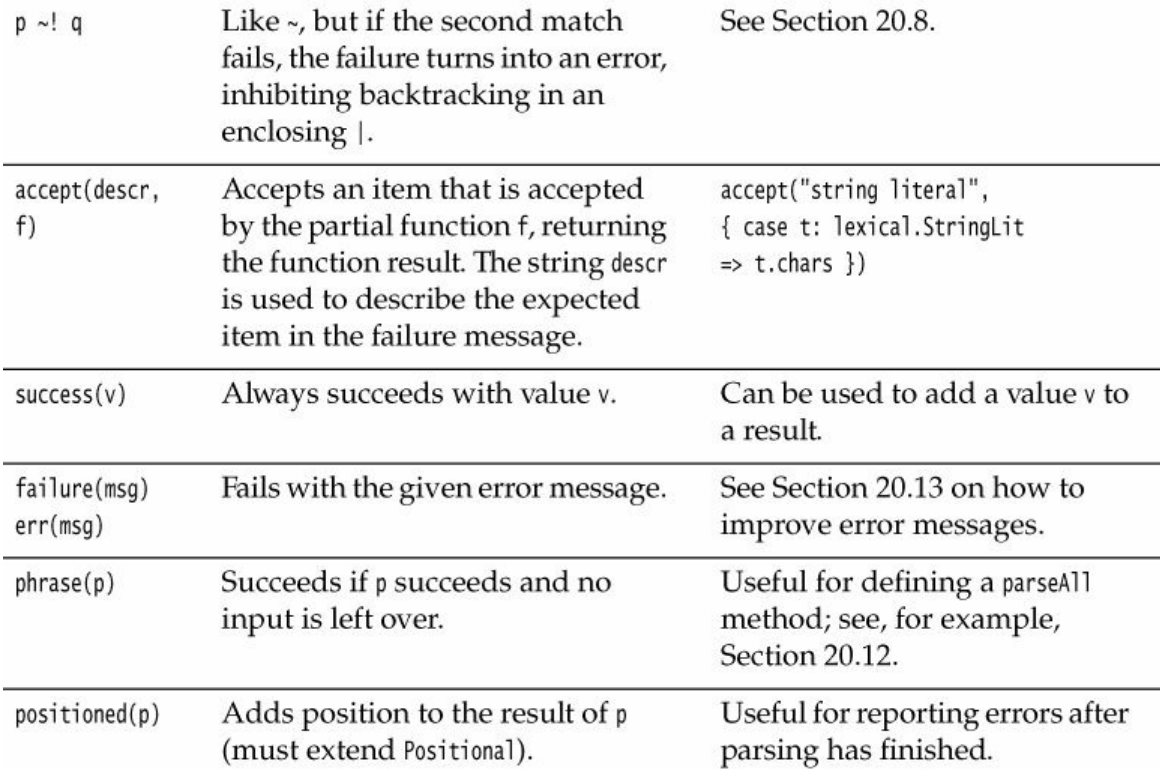 p ~! q
Like ~, but if the second match
fails, the failure turns into an error,
inhibiting backtracking in an
enclosing |.
See Section 20.8.
accept(descr,
f)
Accepts an item that is accepted
by the partial function f, returning
the function result. The string descr
is used to describe the expected
item in the failure message.
accept("string literal",
{ case t: lexical.StringLit
=> t.chars })
success(v)
Always succeeds with value v.
Can be used to add a value v to
a result.
failure(msg)
err(msg)
Fails with the given error message.
See Section 20.13 on how to
improve error messages.
phrase(p)
Succeeds if p succeeds and no
input is left over.
Useful for defining a parseAll
method; see, for example,
Section 20.12.
positioned(p)
Adds position to the result of p
(must extend Positional).
Useful for reporting errors after
parsing has finished.